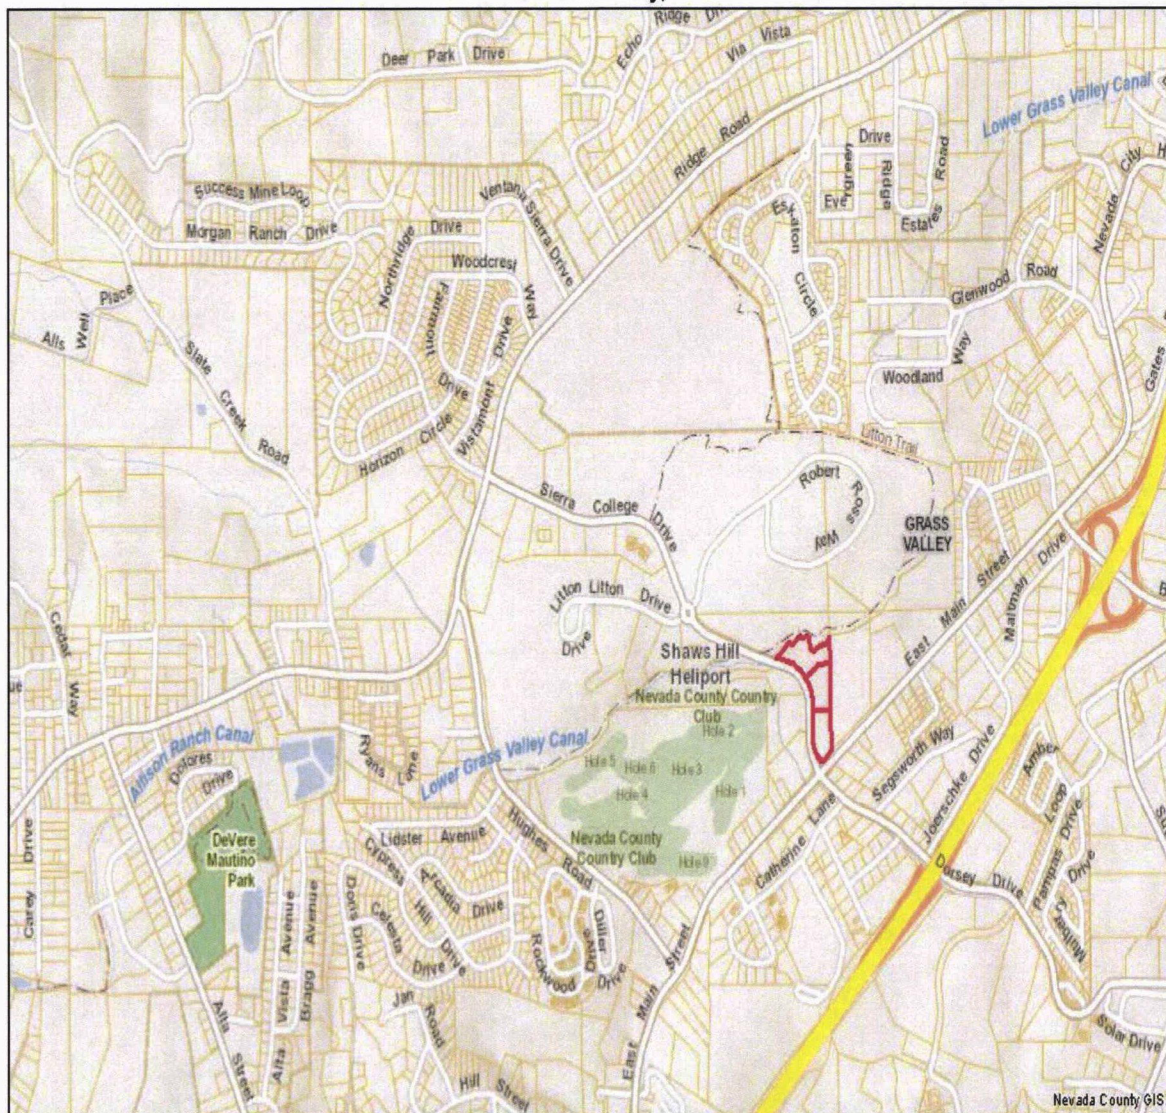 Ridge
Echo Ridge
Via Vista
Deer Park Drive
Lower Grass Valley Canal
Ridge Road
Drive
Evergreen
Ridge
Estates Road
Nevada City
Success Mine Loop
Ventana Sierra Drive
Morgan Ranch Drive
Eskaton Circle
Northridge Drive
Woodcrest Way
Glenwood Road
Fairmont Drive
Alls Well Place
Woodland Way
Gates
Slate Creek Road
Vistamont Drive
Horizon Circle
Litton Trail
Sierra College Drive
Robert Ross Way
GRASS
VALLEY
East Main Street
Maryman Drive
Litton Litton Drive
Drive
Cedar Way
Shaws Hill
Heliport
Nevada County Country
Club
Hole 2
Allison Ranch Canal
Dolores Drive
Ryans Lane
Lower Grass Valley Canal
Hole 5
Hole 6
Hole 3
Hole 4
Hole 1
Segsworth Way
Joerschke Drive
Amber Loop
DeVere
Mautino
Park
Lidster Avenue
Hughes Road
Nevada County
Country Club
Hole 9
Catherine Lane
Dorsey Drive
Pampas Drive
Mulberry Drive
Carey Drive
Cypress Hill Drive
Arcadia Drive
Doris Drive
Celesta Drive
Rockwood Drive
Diller Drive
Alta Vista Avenue
Bragg Avenue
Alta Street
Jan Road
East Main Street
Hill Street
Solar Drive
Nevada County GIS